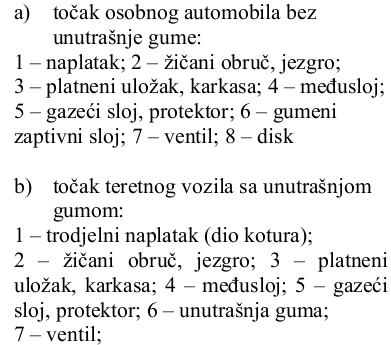 a) točak osobnog automobila bez
unutrašnje gume:
1 – naplatak; 2 – žičani obruč, jezgro;
3 – platneni uložak, karkasa; 4 – međusloj;
5 – gazeći sloj, protektor; 6 – gumeni
zaptivni sloj; 7 – ventil; 8 – disk
b) točak teretnog vozila sa unutrašnjom
gumom:
1 – trodjelni naplatak (dio kotura);
2 – žičani obruč, jezgro; 3 – platneni
uložak, karkasa; 4 – međusloj; 5 – gazeći
sloj, protektor; 6 – unutrašnja guma;
7 – ventil;